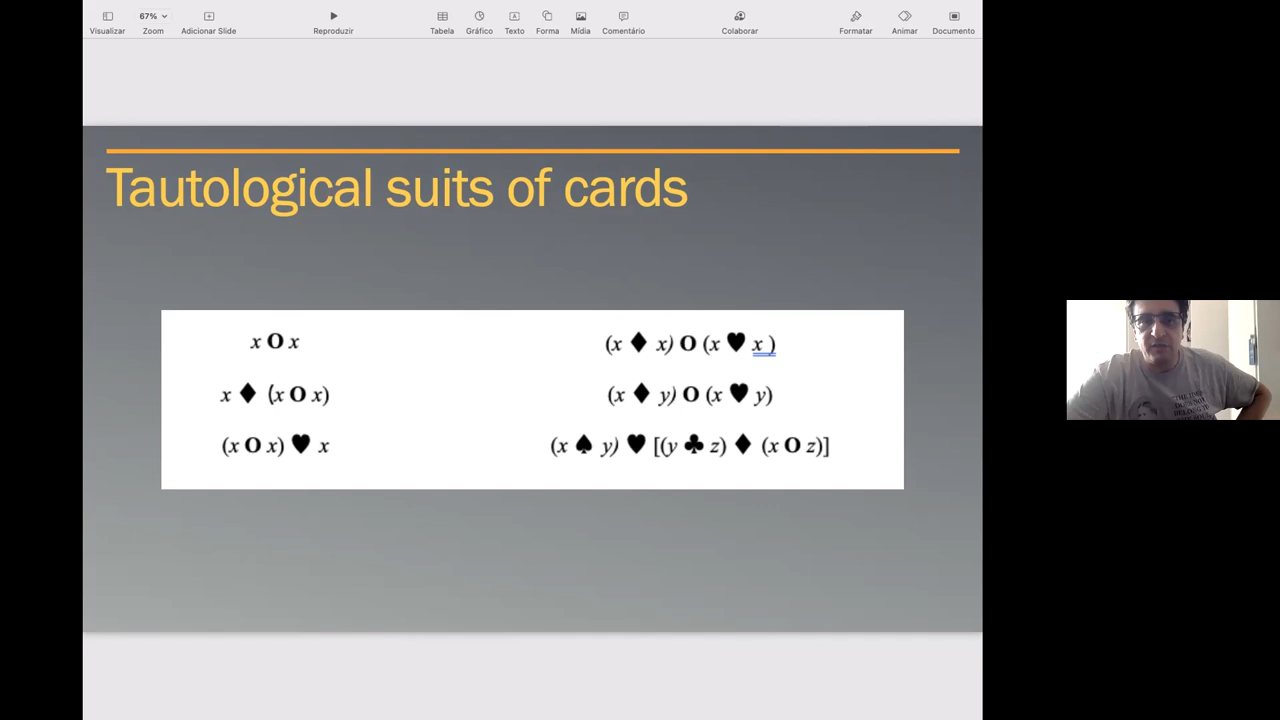 67%
Visualizar Zoom Adicionar Slide Reproduzir Tabela Gráfico Texto Forma Mídia Comentário Colaborar Formatar Animar Documento
Tautological suits of cards
x O x
x ♦ (x O x)
(x O x) ♥ x
(x ♦ x) O (x ♥ x )
(x ♦ y) O (x ♥ y)
(x ♠ y) ♥ [(y ♣ z) ♦ (x O z)]